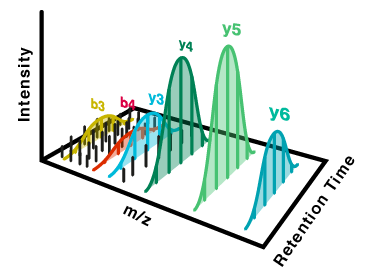 y5
y4
b3
b4
y3
y6
Intensity
m/z
Retention Time